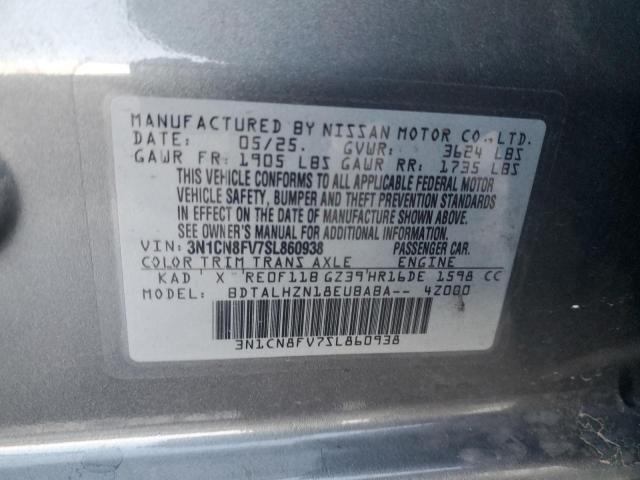 MANUFACTURED BY NISSAN MOTOR CO.,LTD.
DATE: 05/25. GVWR: 3624 LBS
GAWR FR: 1905 LBS GAWR RR: 1735 LBS
THIS VEHICLE CONFORMS TO ALL APPLICABLE FEDERAL MOTOR
VEHICLE SAFETY, BUMPER AND THEFT PREVENTION STANDARDS
IN EFFECT ON THE DATE OF MANUFACTURE SHOWN ABOVE.
SEE OWNER'S MANUAL FOR ADDITIONAL INFORMATION.
VIN: 3N1CN8FV7SL860938 PASSENGER CAR.
COLOR TRIM TRANS AXLE ENGINE
KAD X RE0F11B GZ39 HR16DE 1598 CC
MODEL: BDTALHZN18EUBABA-- 4Z000
3N1CN8FV7SL860938